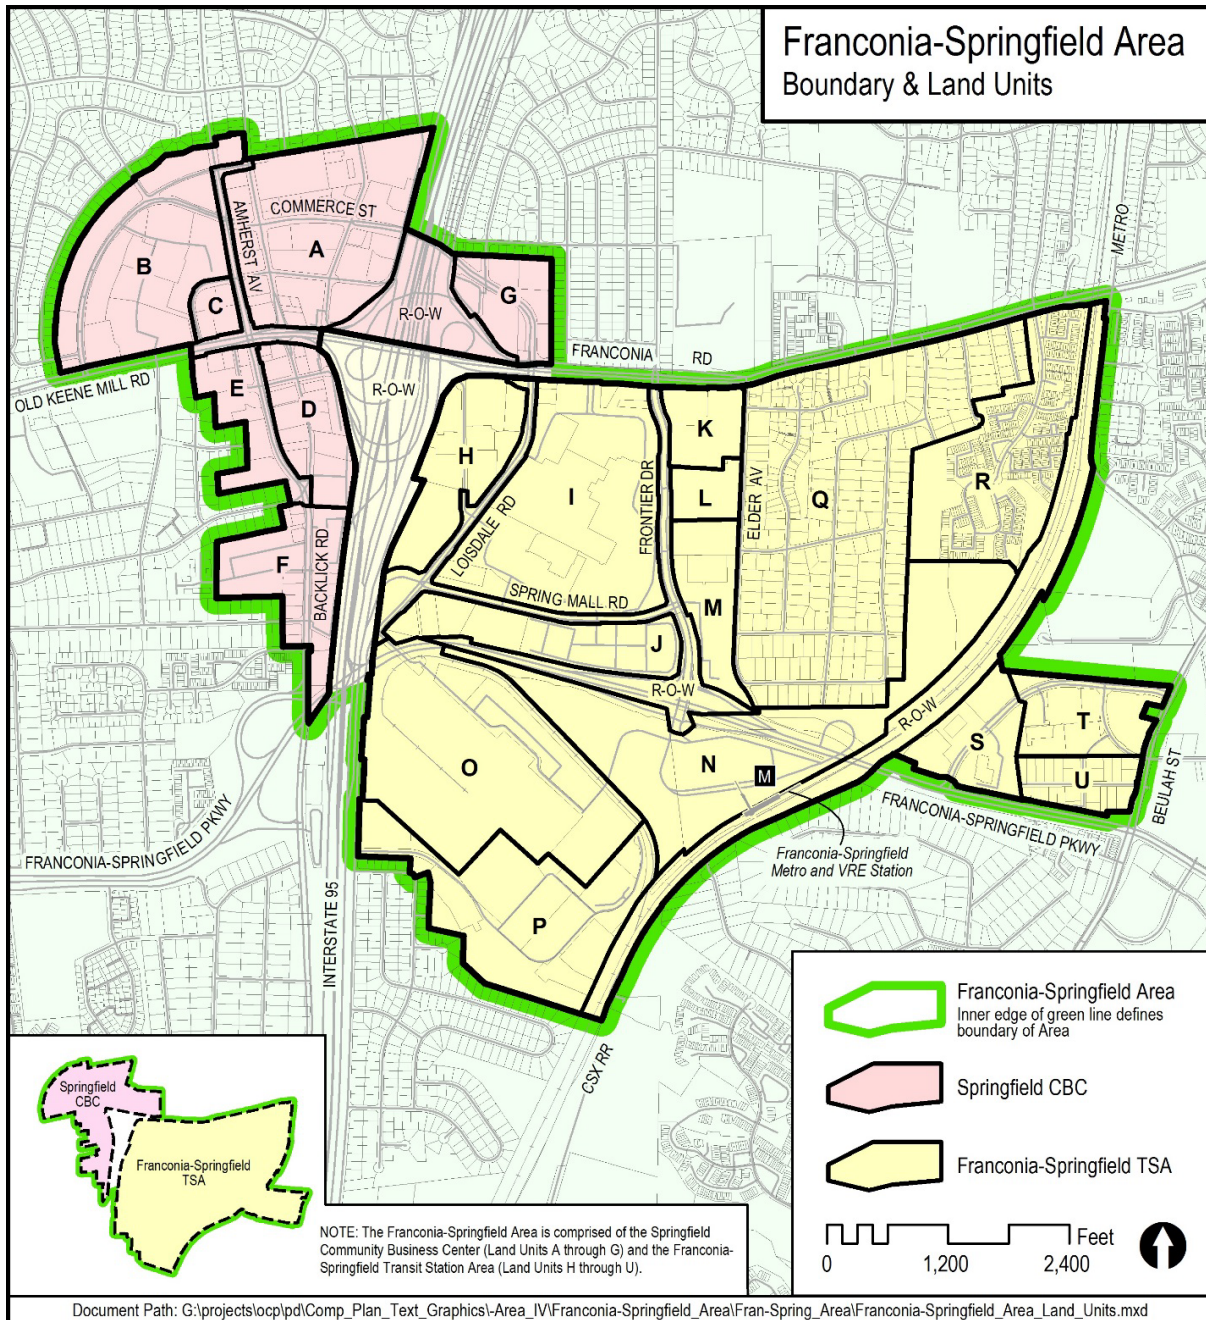 Franconia-Springfield Area
Boundary & Land Units
METRO
COMMERCE ST
AMHERST AV
A
B
C
G
R-O-W
FRANCONIA RD
OLD KEENE MILL RD
R-O-W
E
D
K
H
I
L
LOISDALE RD
FRONTIER DR
ELDER AV
Q
R
F
BACKLICK RD
SPRING MALL RD
M
J
R-O-W
R-O-W
T
S
U
BEULAH ST
O
N
M
FRANCONIA-SPRINGFIELD PKWY
FRANCONIA-SPRINGFIELD PKWY
Franconia-Springfield
Metro and VRE Station
INTERSTATE 95
P
CSX RR
Franconia-Springfield Area
Inner edge of green line defines
boundary of Area
Springfield CBC
Franconia-Springfield TSA
Feet
0 1,200 2,400
Springfield
CBC
Franconia-Springfield
TSA
NOTE: The Franconia-Springfield Area is comprised of the Springfield
Community Business Center (Land Units A through G) and the Franconia-
Springfield Transit Station Area (Land Units H through U).
Document Path: G:\projects\ocp\pd\Comp_Plan_Text_Graphics\-Area_IV\Franconia-Springfield_Area\Fran-Spring_Area\Franconia-Springfield_Area_Land_Units.mxd